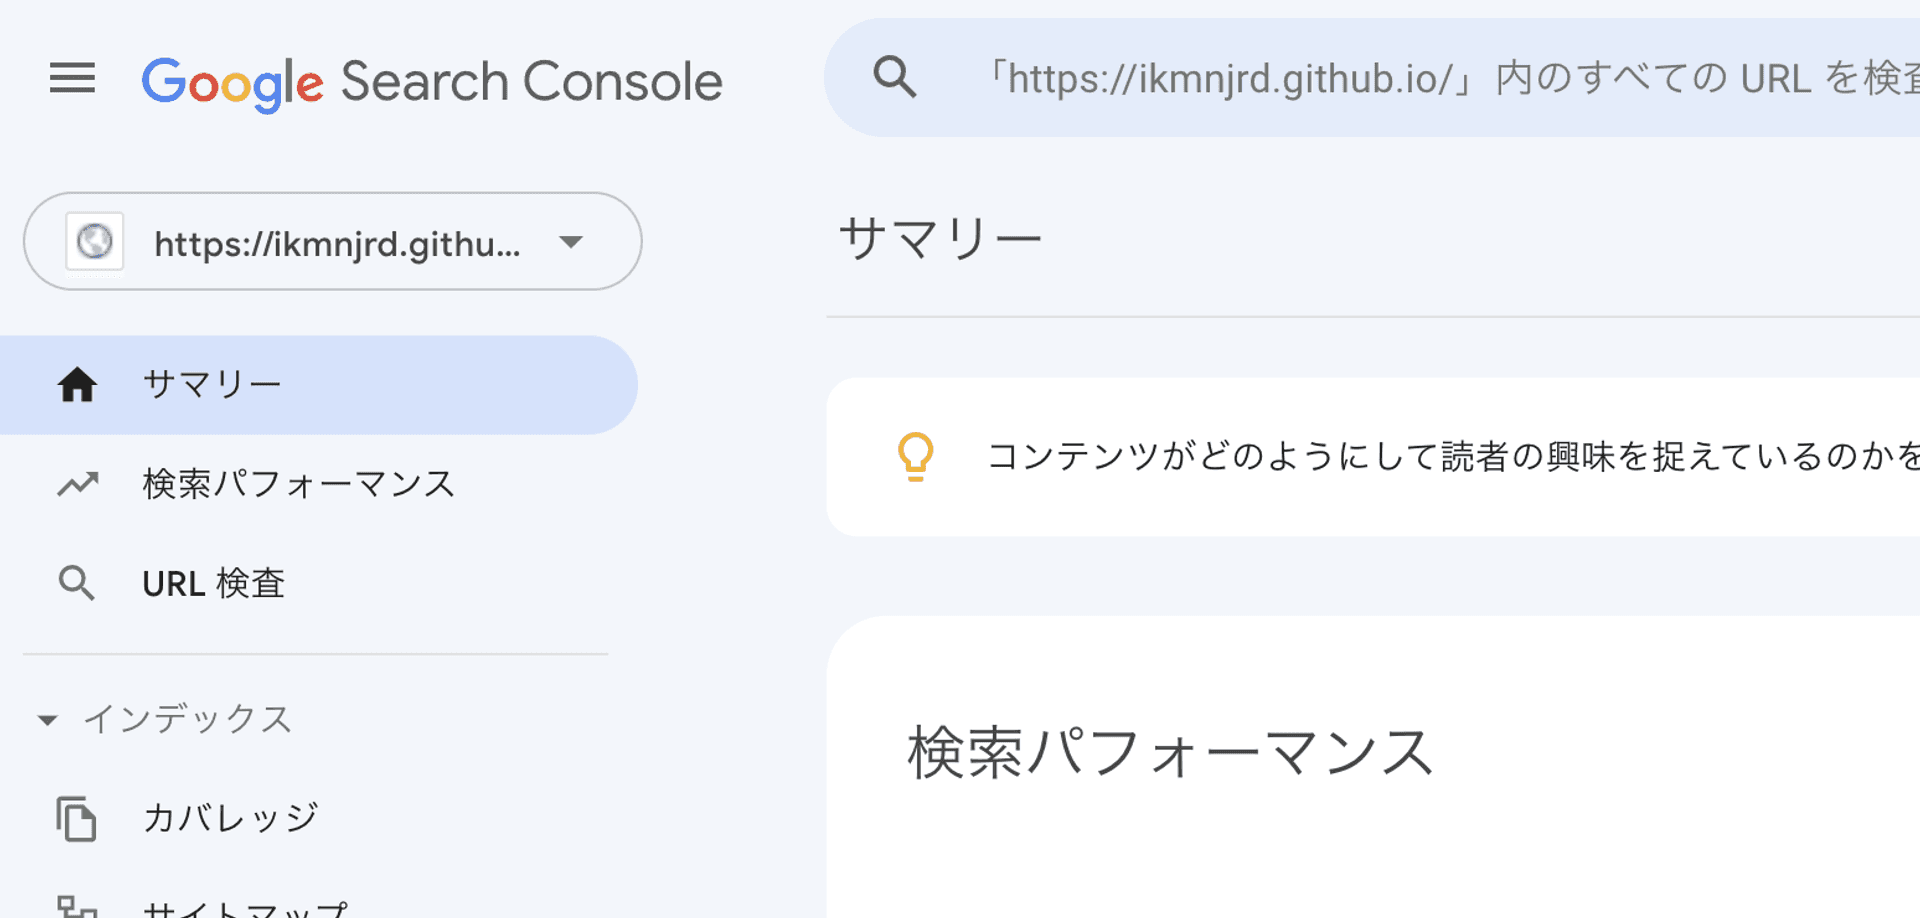 Google Search Console
「https://ikmnjrd.github.io/」内のすべての URL を検査
https://ikmnjrd.githu...
サマリー
検索パフォーマンス
URL 検査
インデックス
カバレッジ
サイトマップ
サマリー
コンテンツがどのようにして読者の興味を捉えているのかを
検索パフォーマンス